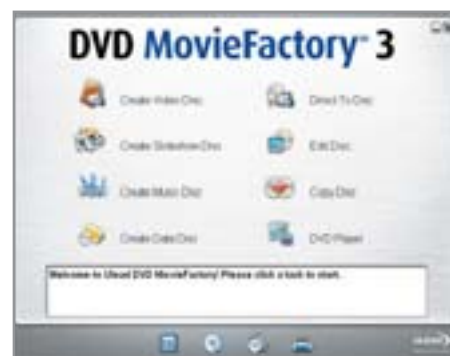 DVD MovieFactory™ 3
Create Video Disc
Direct To Disc
Create Slideshow Disc
Edit Disc
Create Music Disc
Copy Disc
Create Data Disc
DVD Player
Welcome to Ulead DVD MovieFactory! Please click a task to start.